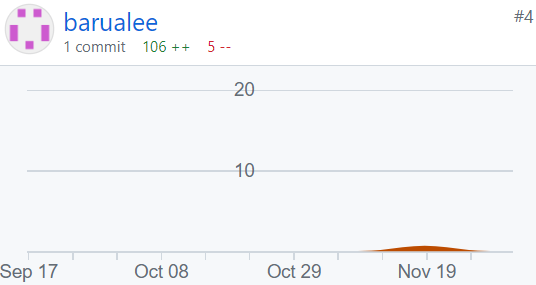 barualee #4
1 commit 106 ++ 5 --
20
10
Sep 17 Oct 08 Oct 29 Nov 19